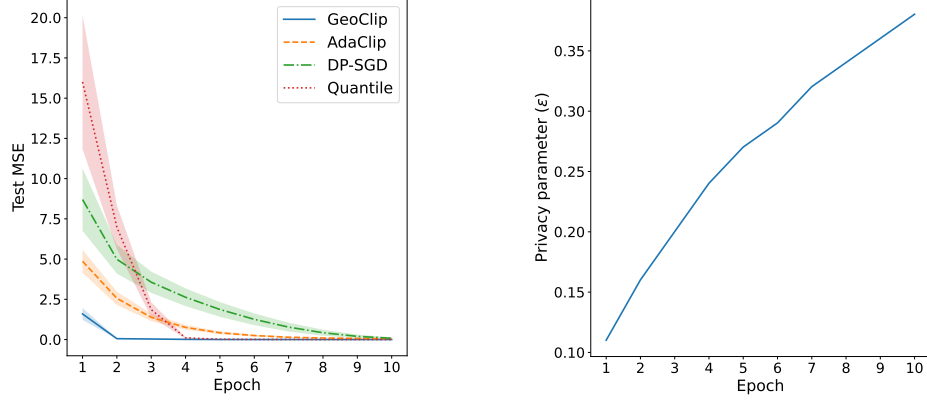 20.0
17.5
15.0
12.5
10.0
7.5
5.0
2.5
0.0
Test MSE
1 2 3 4 5 6 7 8 9 10
Epoch
GeoClip
AdaClip
DP-SGD
Quantile
0.35
0.30
0.25
0.20
0.15
0.10
Privacy parameter (ε)
1 2 3 4 5 6 7 8 9 10
Epoch